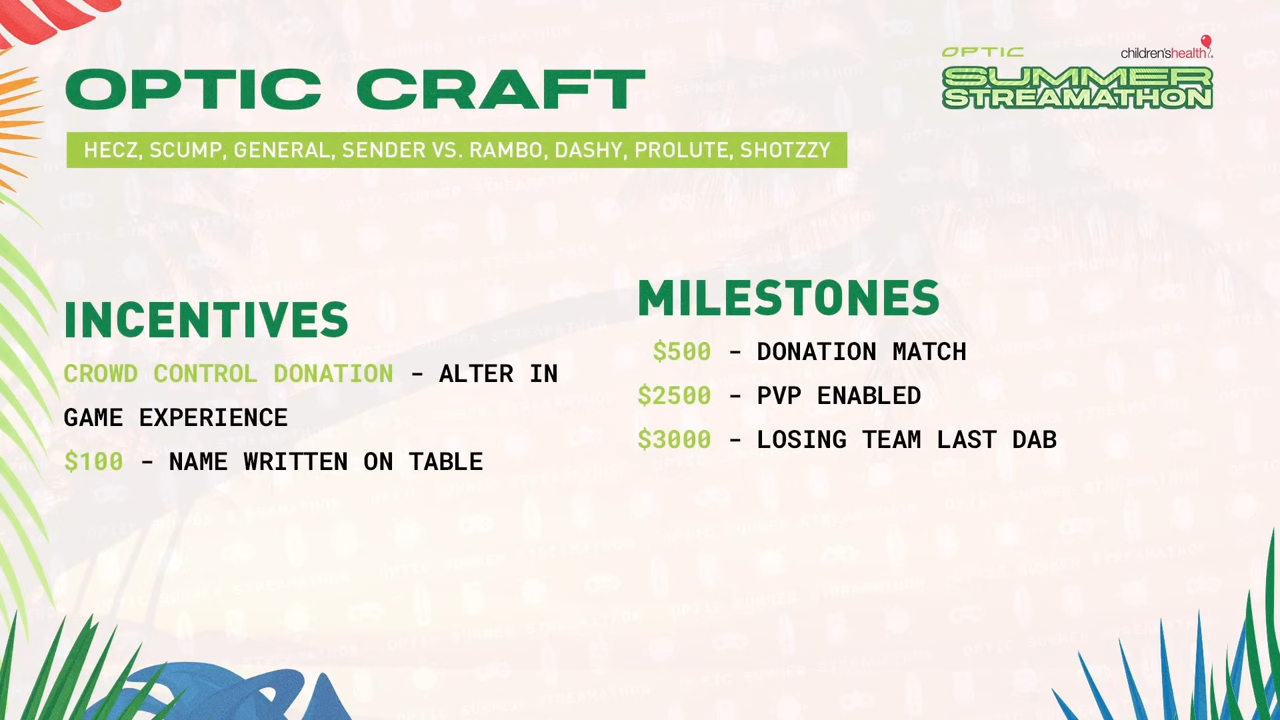 OPTIC CRAFT
HECZ, SCUMP, GENERAL, SENDER VS. RAMBO, DASHY, PROLUTE, SHOTZZY
OPTIC
children'shealth
SUMMER
STREAMATHON
INCENTIVES
CROWD CONTROL DONATION - ALTER IN
GAME EXPERIENCE
$100 - NAME WRITTEN ON TABLE
MILESTONES
$500 - DONATION MATCH
$2500 - PVP ENABLED
$3000 - LOSING TEAM LAST DAB